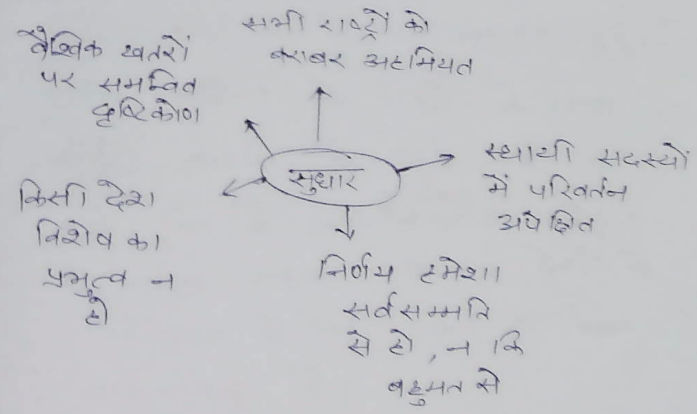 वैश्विक खतरों
पर समन्वित
दृष्टिकोण
सभी राष्ट्रों को
बराबर अहमियत
सुधार
स्थायी सदस्यों
में परिवर्तन
अपेक्षित
किसी देश
विशेष का
प्रभुत्व न
हो
निर्णय हमेशा
सर्वसम्मति
से हो, न कि
बहुमत से